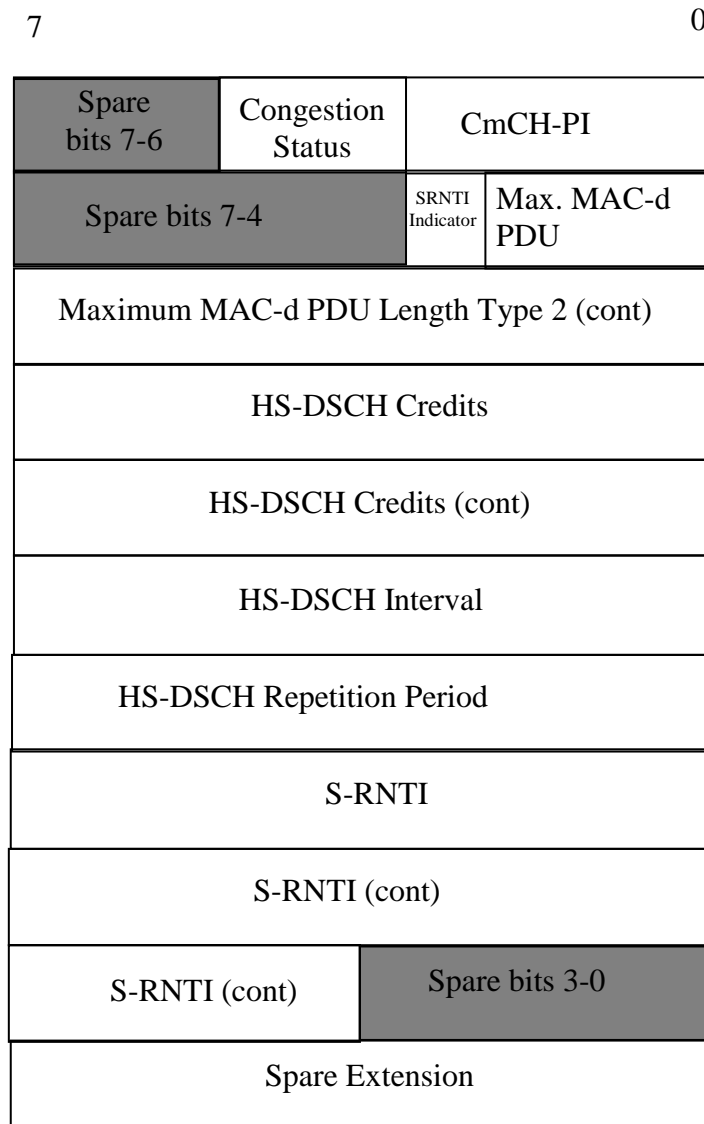 7 0
Spare bits 7-6 Congestion Status CmCH-PI
Spare bits 7-4 SRNTI Indicator Max. MAC-d PDU
Maximum MAC-d PDU Length Type 2 (cont)
HS-DSCH Credits
HS-DSCH Credits (cont)
HS-DSCH Interval
HS-DSCH Repetition Period
S-RNTI
S-RNTI (cont)
S-RNTI (cont) Spare bits 3-0
Spare Extension